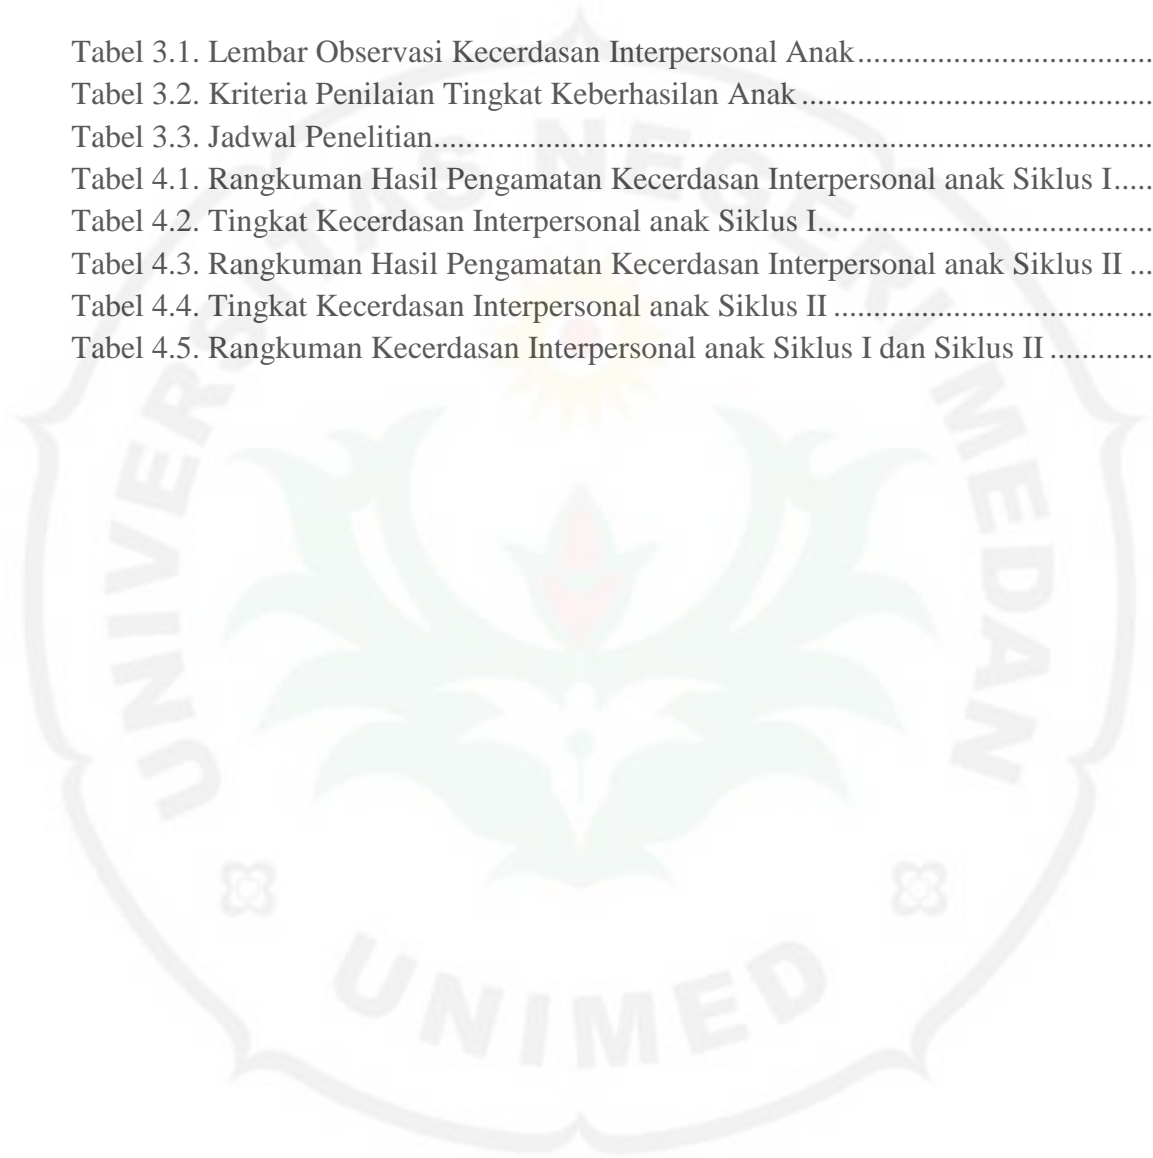 Tabel 3.1. Lembar Observasi Kecerdasan Interpersonal Anak..................................
Tabel 3.2. Kriteria Penilaian Tingkat Keberhasilan Anak........................................
Tabel 3.3. Jadwal Penelitian...................................................................................
Tabel 4.1. Rangkuman Hasil Pengamatan Kecerdasan Interpersonal anak Siklus I.....
Tabel 4.2. Tingkat Kecerdasan Interpersonal anak Siklus I......................................
Tabel 4.3. Rangkuman Hasil Pengamatan Kecerdasan Interpersonal anak Siklus II ...
Tabel 4.4. Tingkat Kecerdasan Interpersonal anak Siklus II .....................................
Tabel 4.5. Rangkuman Kecerdasan Interpersonal anak Siklus I dan Siklus II ............
UNIVERSITAS NEGERI MEDAN
UNIMED